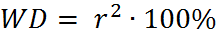 WD = r² · 100%